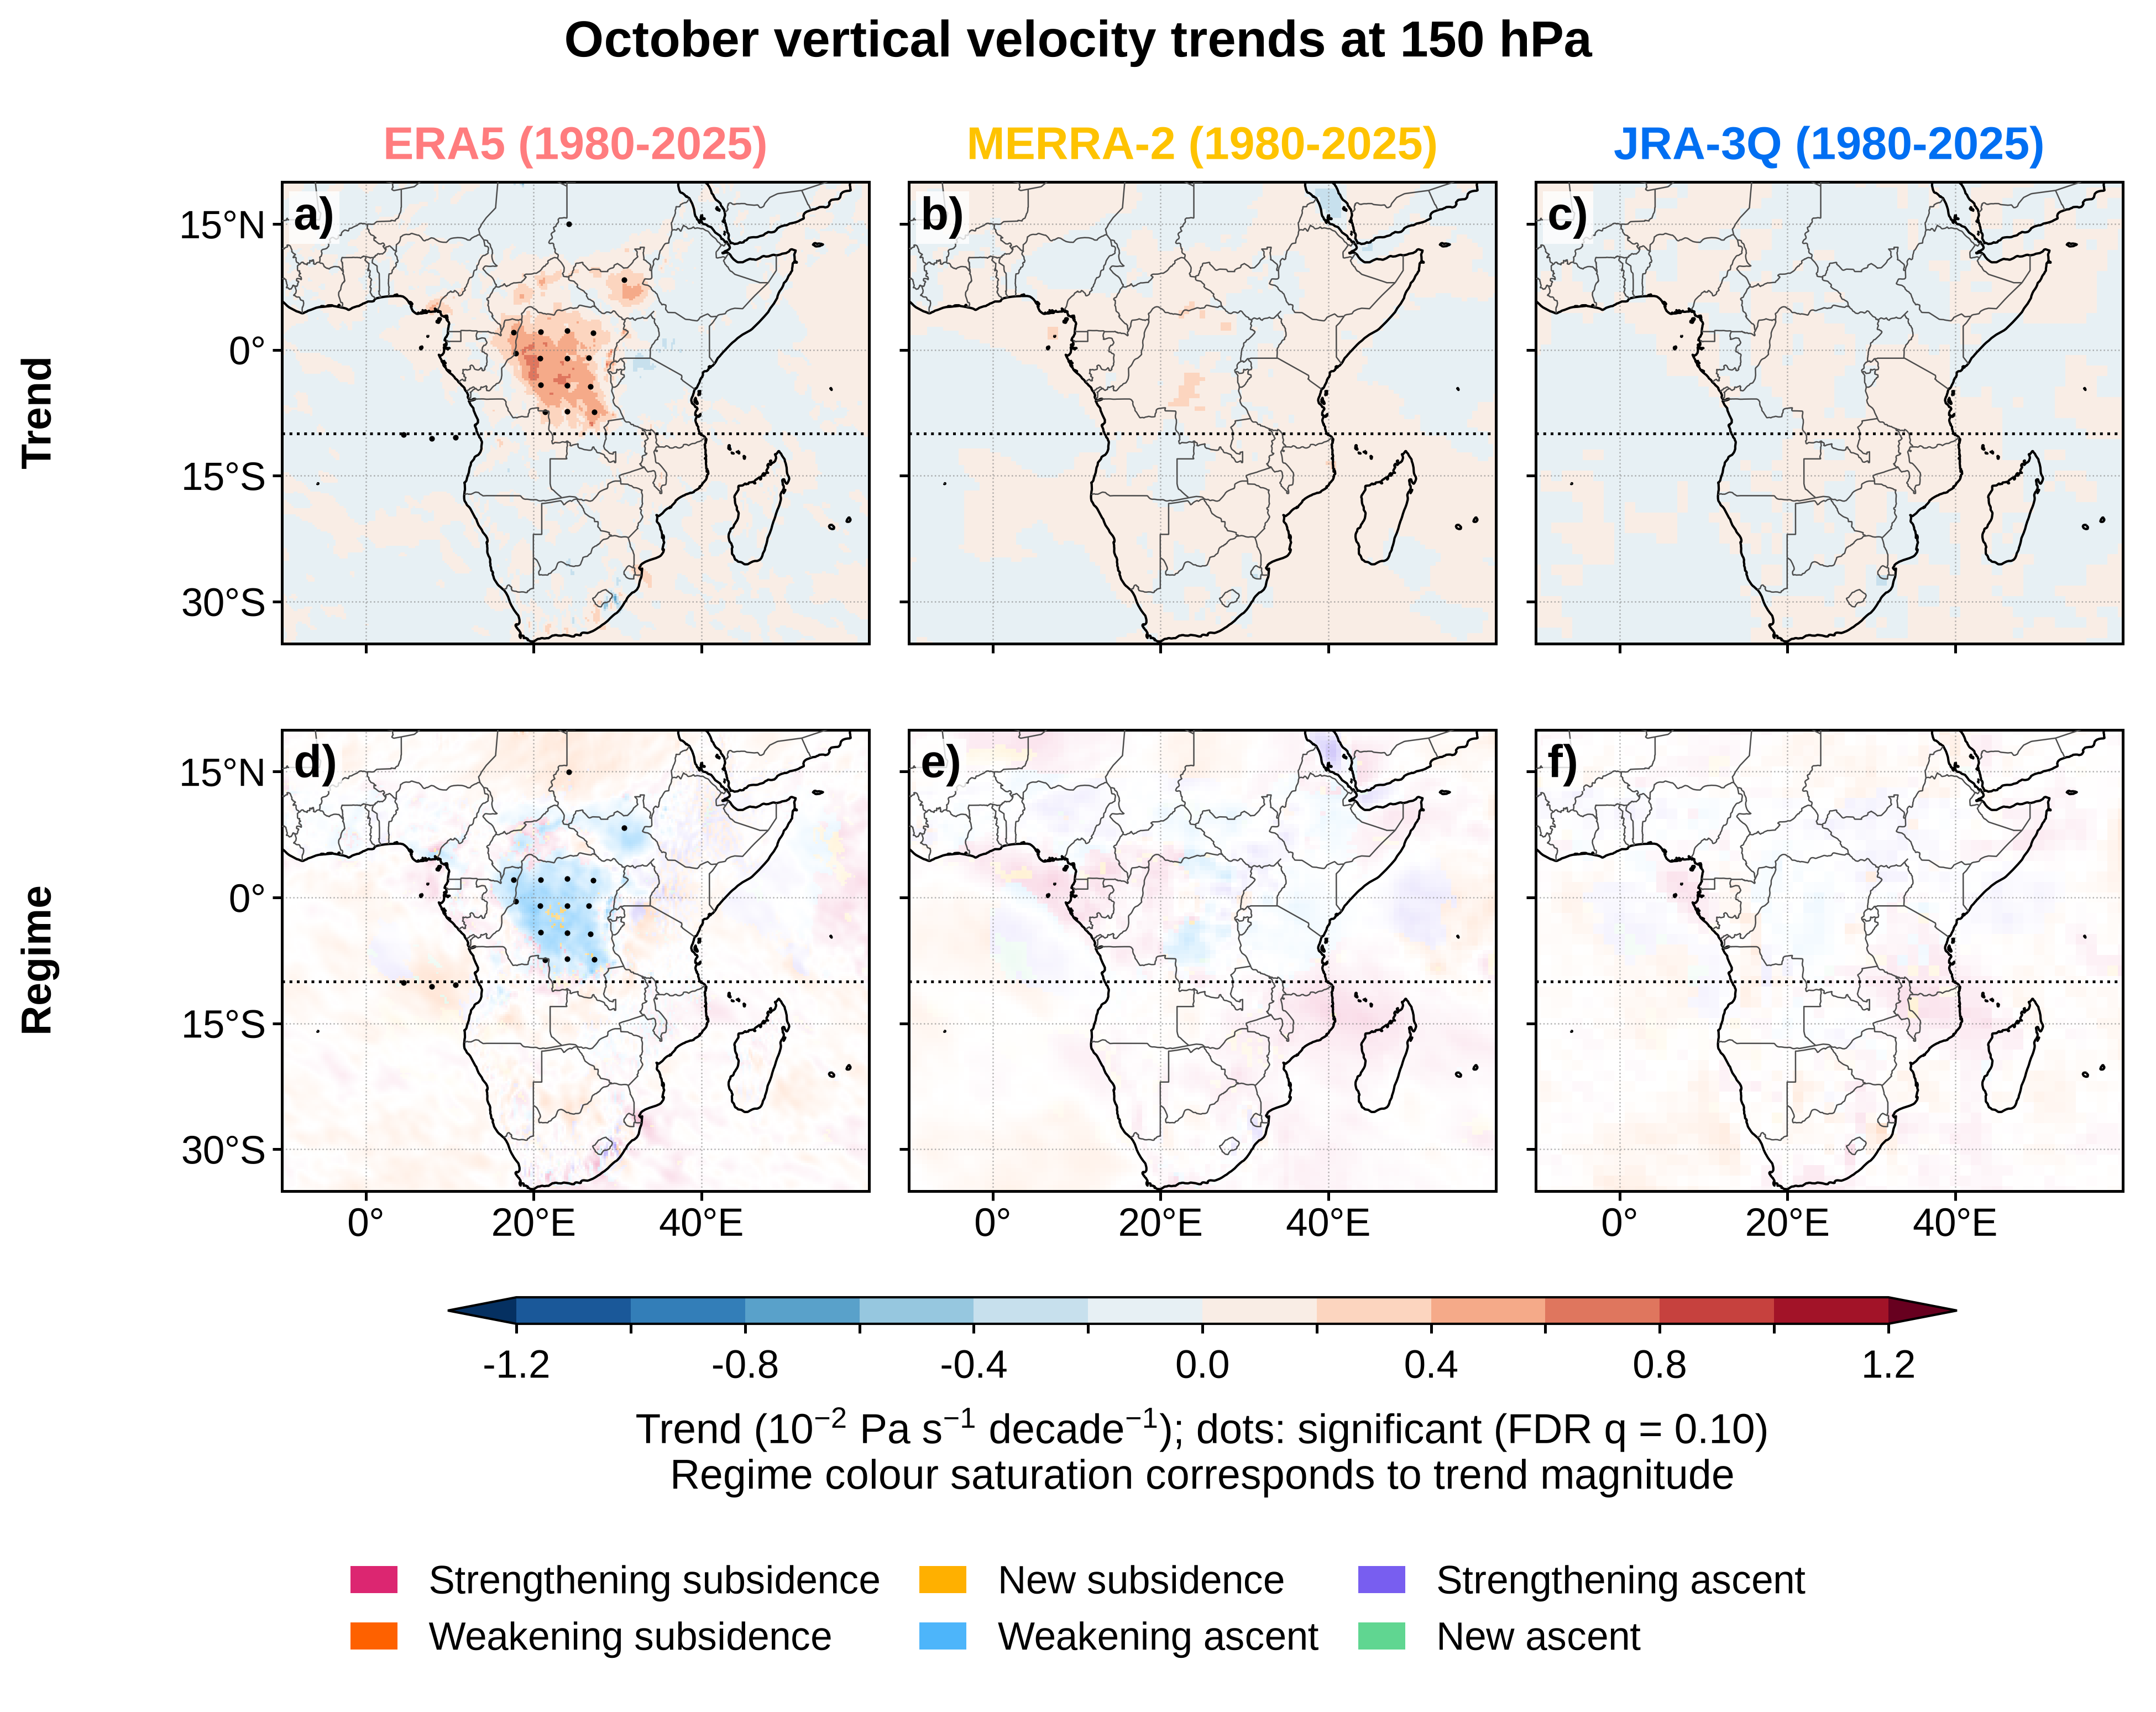 October vertical velocity trends at 150 hPa
ERA5 (1980-2025)
MERRA-2 (1980-2025)
JRA-3Q (1980-2025)
Trend
a)
b)
c)
15°N
0°
15°S
30°S
Regime
d)
e)
f)
15°N
0°
15°S
30°S
0° 20°E 40°E
0° 20°E 40°E
0° 20°E 40°E
-1.2 -0.8 -0.4 0.0 0.4 0.8 1.2
Trend (10⁻² Pa s⁻¹ decade⁻¹); dots: significant (FDR q = 0.10)
Regime colour saturation corresponds to trend magnitude
Strengthening subsidence
New subsidence
Strengthening ascent
Weakening subsidence
Weakening ascent
New ascent